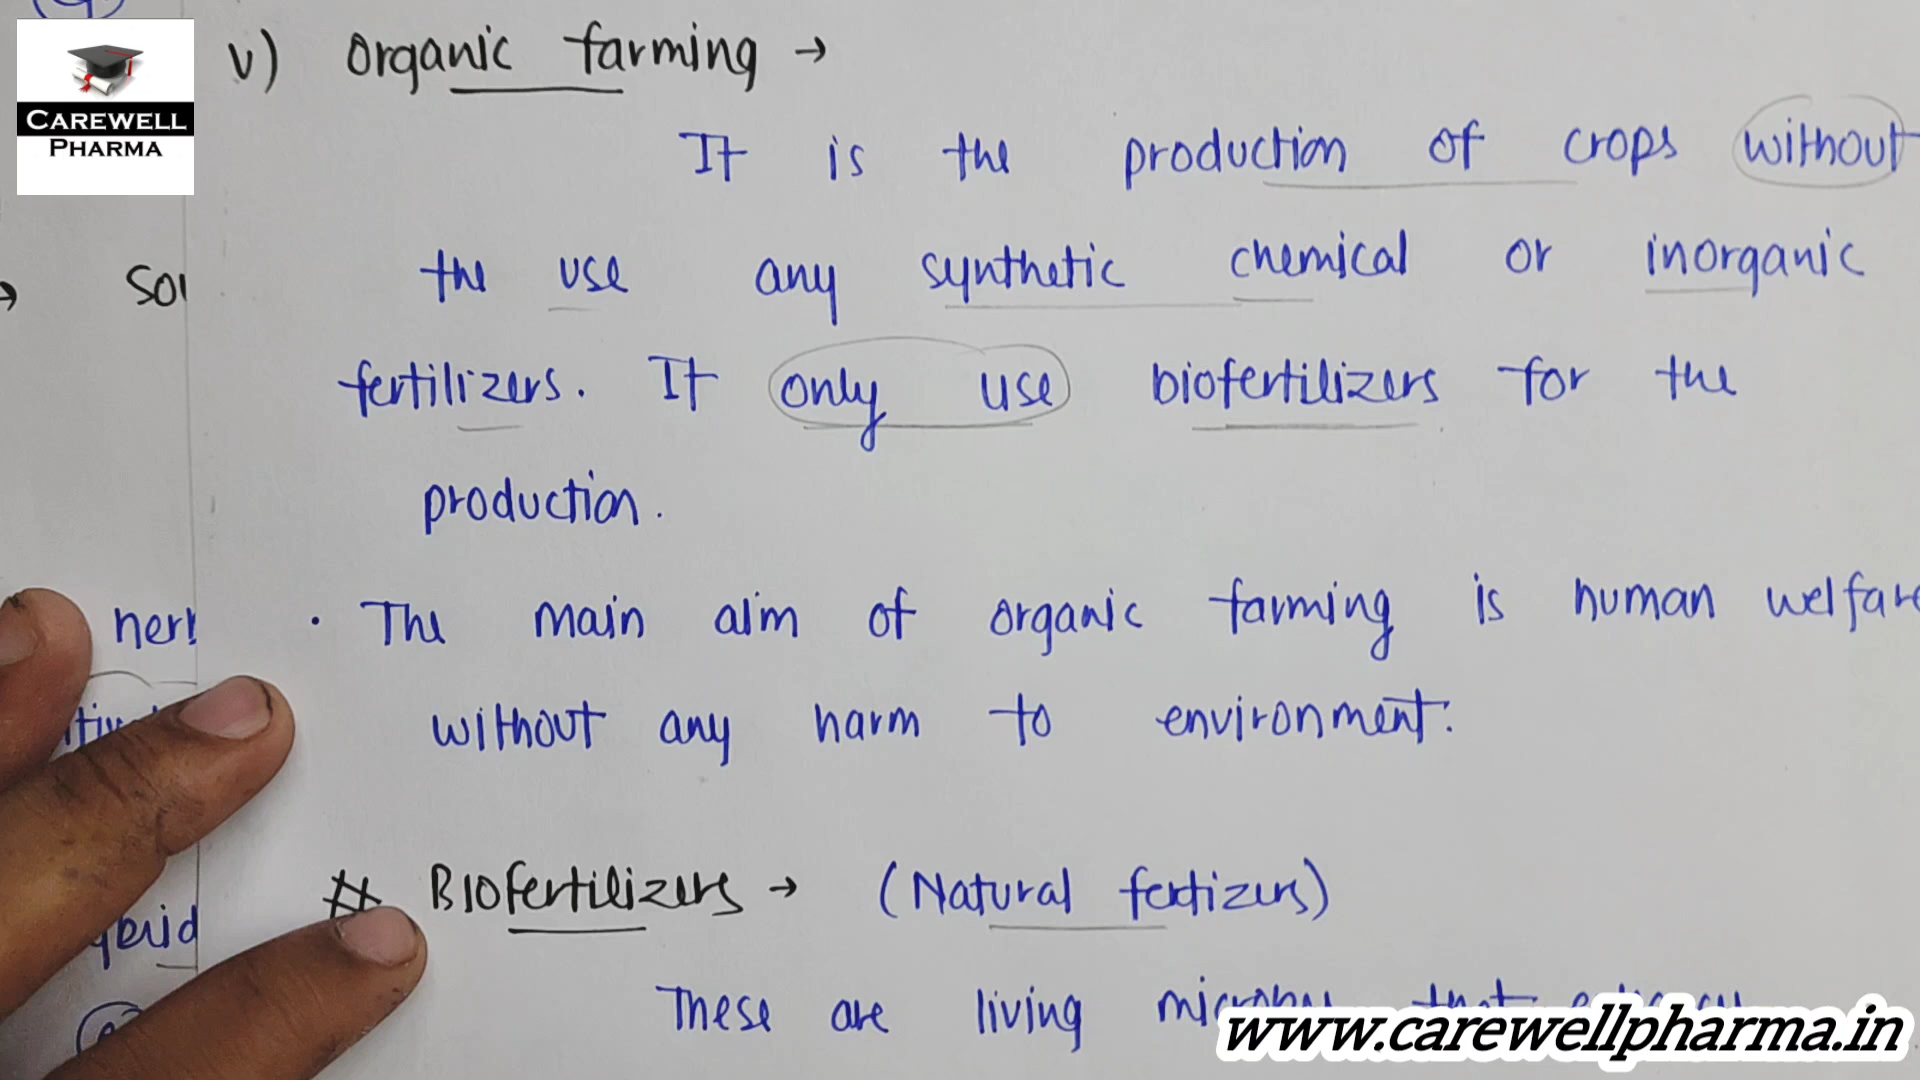 CAREWELL
PHARMA
v) Organic farming →
It is the production of crops without
the use any synthetic chemical or inorganic
fertilizers. It only use biofertilizers for the
production.
• The main aim of organic farming is human welfare
without any harm to environment.
# Biofertilizers → (Natural fertizers)
These are living
www.carewellpharma.in